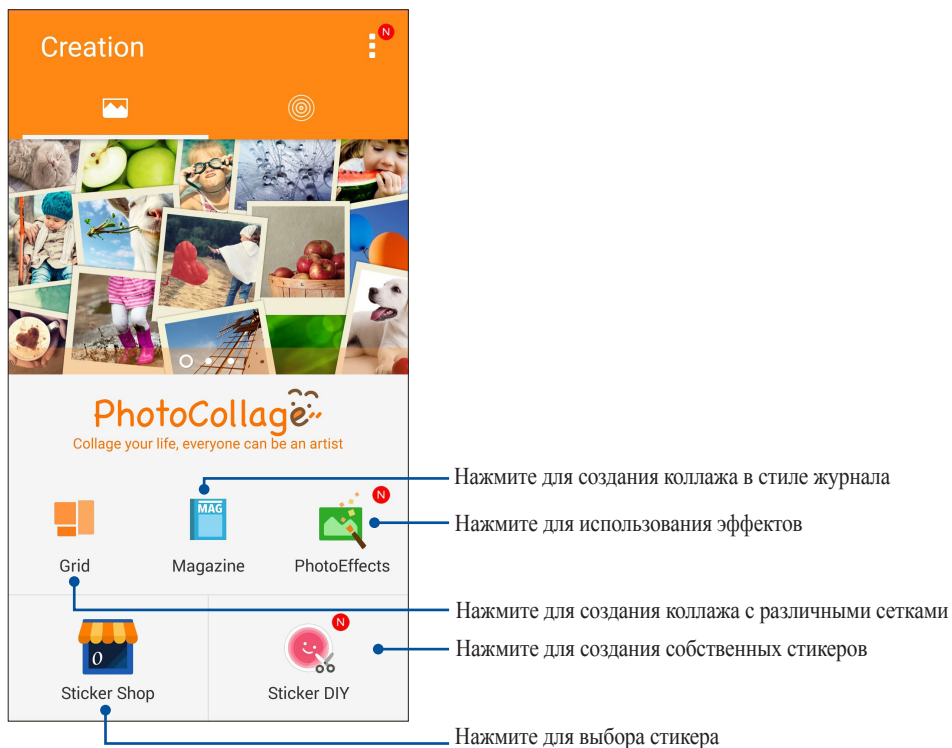 Creation
N
PhotoCollage
Collage your life, everyone can be an artist
Нажмите для создания коллажа в стиле журнала
MAG
N
Нажмите для использования эффектов
Grid
Magazine
PhotoEffects
Нажмите для создания коллажа с различными сетками
N
Нажмите для создания собственных стикеров
0
Sticker Shop
Sticker DIY
Нажмите для выбора стикера